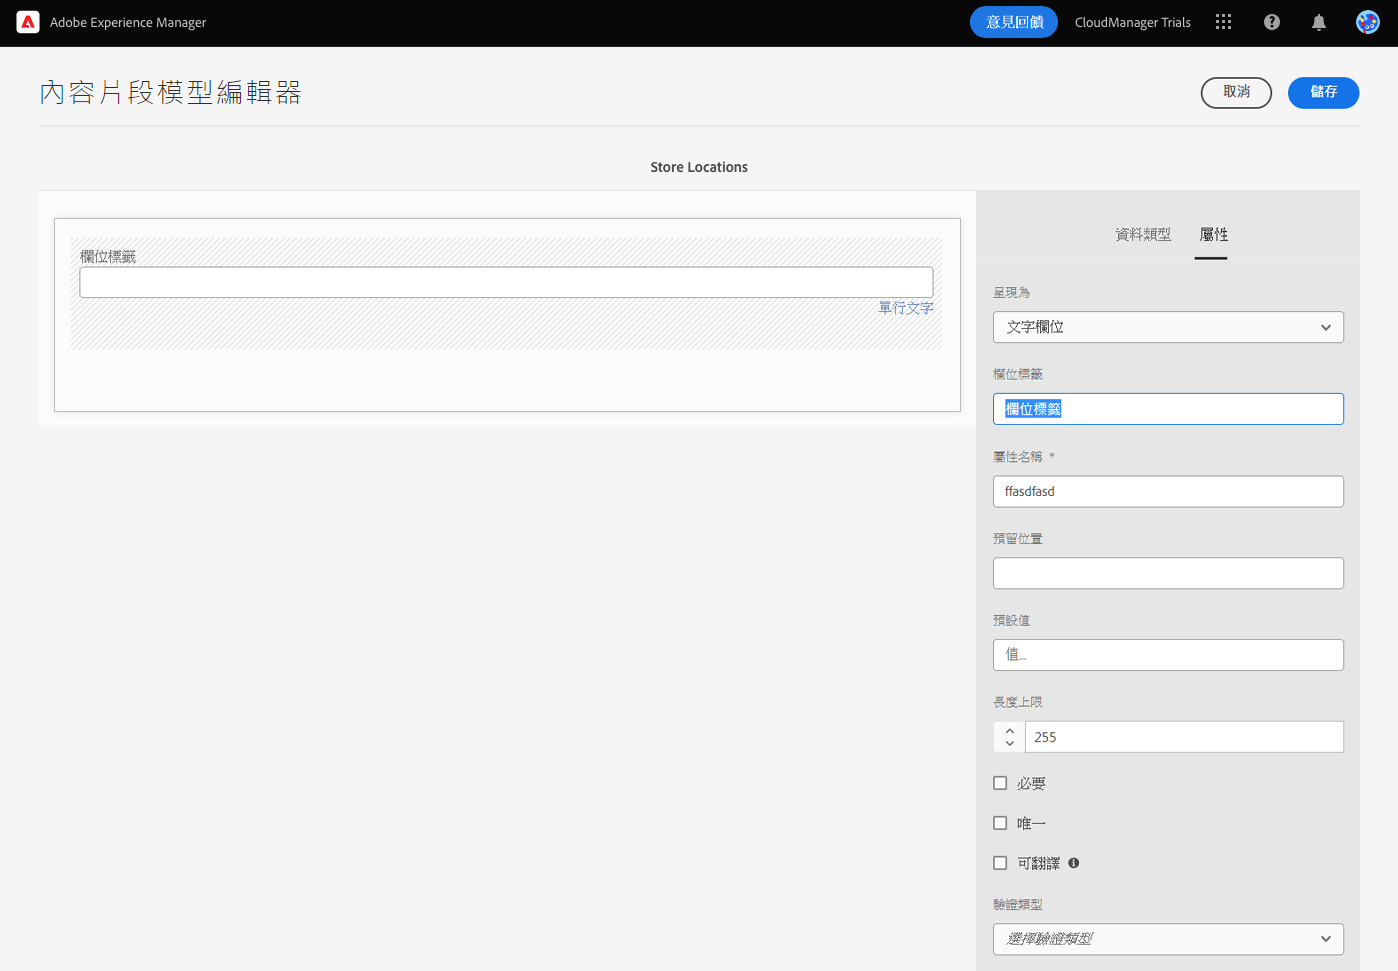 Adobe Experience Manager
意見回饋
CloudManager Trials
內容片段模型編輯器
取消
儲存
Store Locations
欄位標籤
單行文字
資料類型
屬性
呈現為
文字欄位
欄位標籤
欄位標籤
屬性名稱 *
ffasdfasd
預留位置
預設值
值...
長度上限
255
必要
唯一
可翻譯
驗證類型
選擇驗證類型